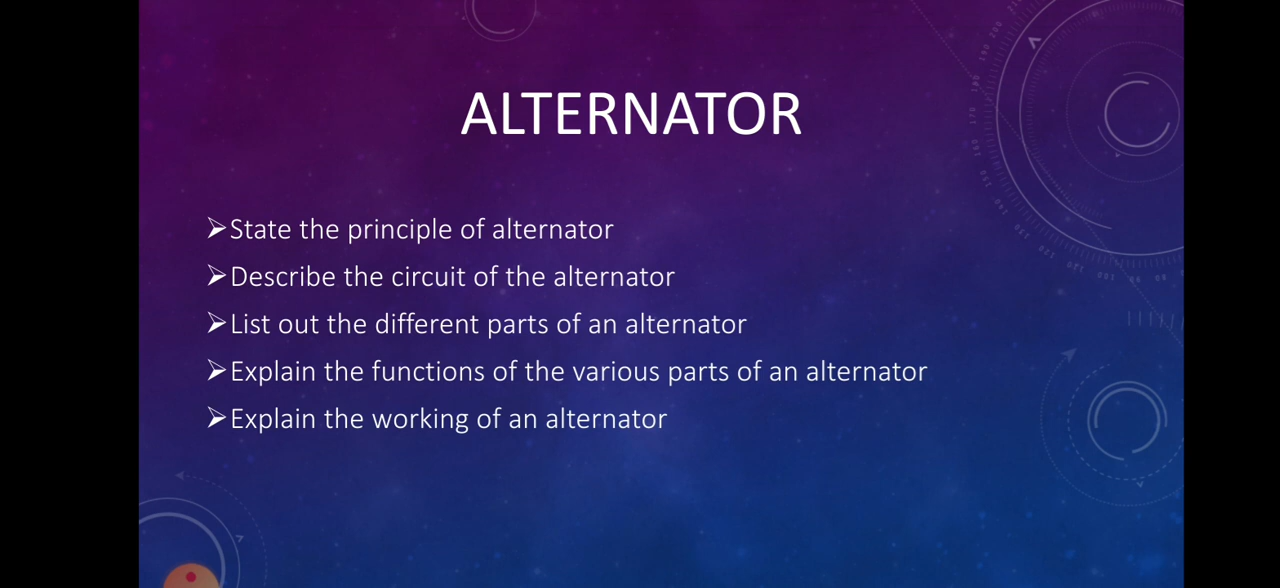 ALTERNATOR
➢State the principle of alternator
➢Describe the circuit of the alternator
➢List out the different parts of an alternator
➢Explain the functions of the various parts of an alternator
➢Explain the working of an alternator